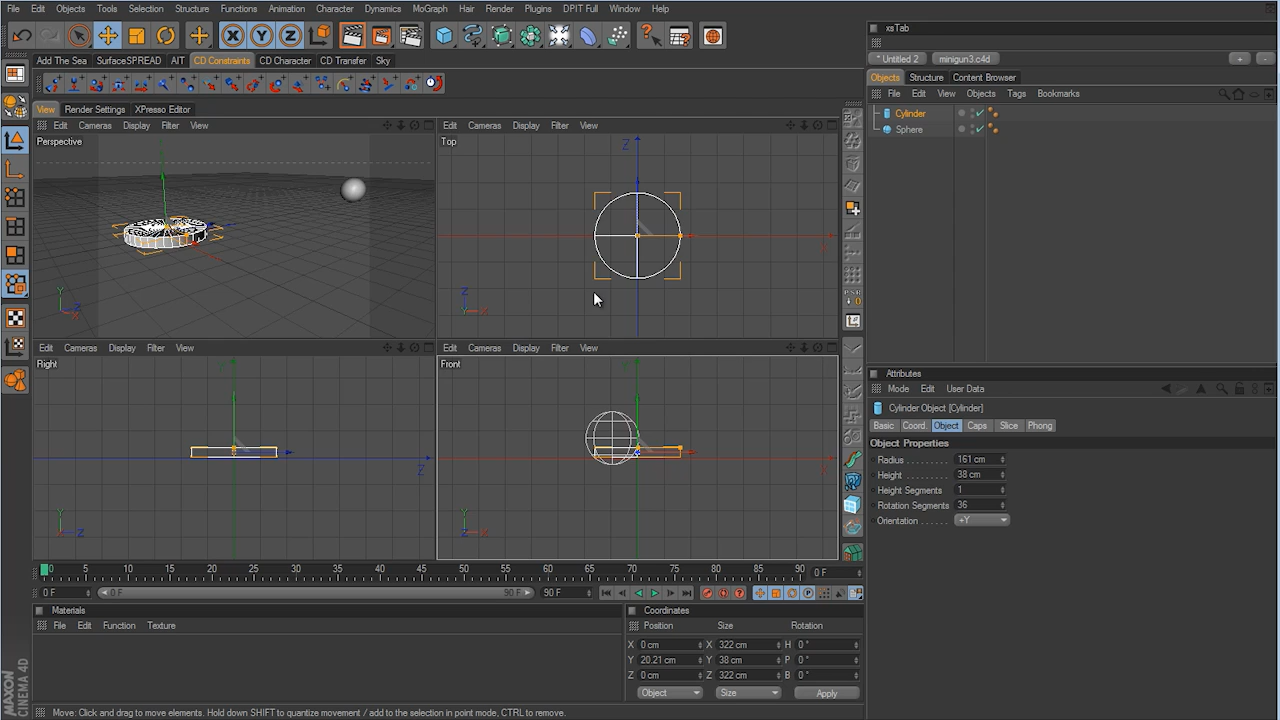 File Edit Objects Tools Selection Structure Functions Animation Character Dynamics MoGraph Hair Render Plugins DPIT Full Window Help
xsTab
* Untitled 2 minigun3.c4d + -
Add The Sea SurfaceSPREAD AIT CD Constraints CD Character CD Transfer Sky
Objects Structure Content Browser
File Edit View Objects Tags Bookmarks
View Render Settings XPresso Editor
Cylinder
Sphere
Edit Cameras Display Filter View
Edit Cameras Display Filter View
Perspective
Top
Z
Y
Z
X
Z
Y X
PSR
0
Edit Cameras Display Filter View
Edit Cameras Display Filter View
Right
Front
Z
Y
X Z
Y
Z X
Attributes
Mode Edit User Data
Cylinder Object [Cylinder]
Basic Coord. Object Caps Slice Phong
Object Properties
Radius . . . . . . . . 161 cm
Height . . . . . . . . 38 cm
Height Segments 1
Rotation Segments 36
Orientation . . . . . +Y
0 5 10 15 20 25 30 35 40 45 50 55 60 65 70 75 80 85 90 0 F
0 F 0 F 90 F 90 F
Materials
File Edit Function Texture
Coordinates
Position Size Rotation
X 0 cm X 322 cm H 0 °
Y 20.21 cm Y 38 cm P 0 °
Z 0 cm Z 322 cm B 0 °
Object Size Apply
MAXON
CINEMA 4D
Move: Click and drag to move elements. Hold down SHIFT to quantize movement / add to the selection in point mode, CTRL to remove.